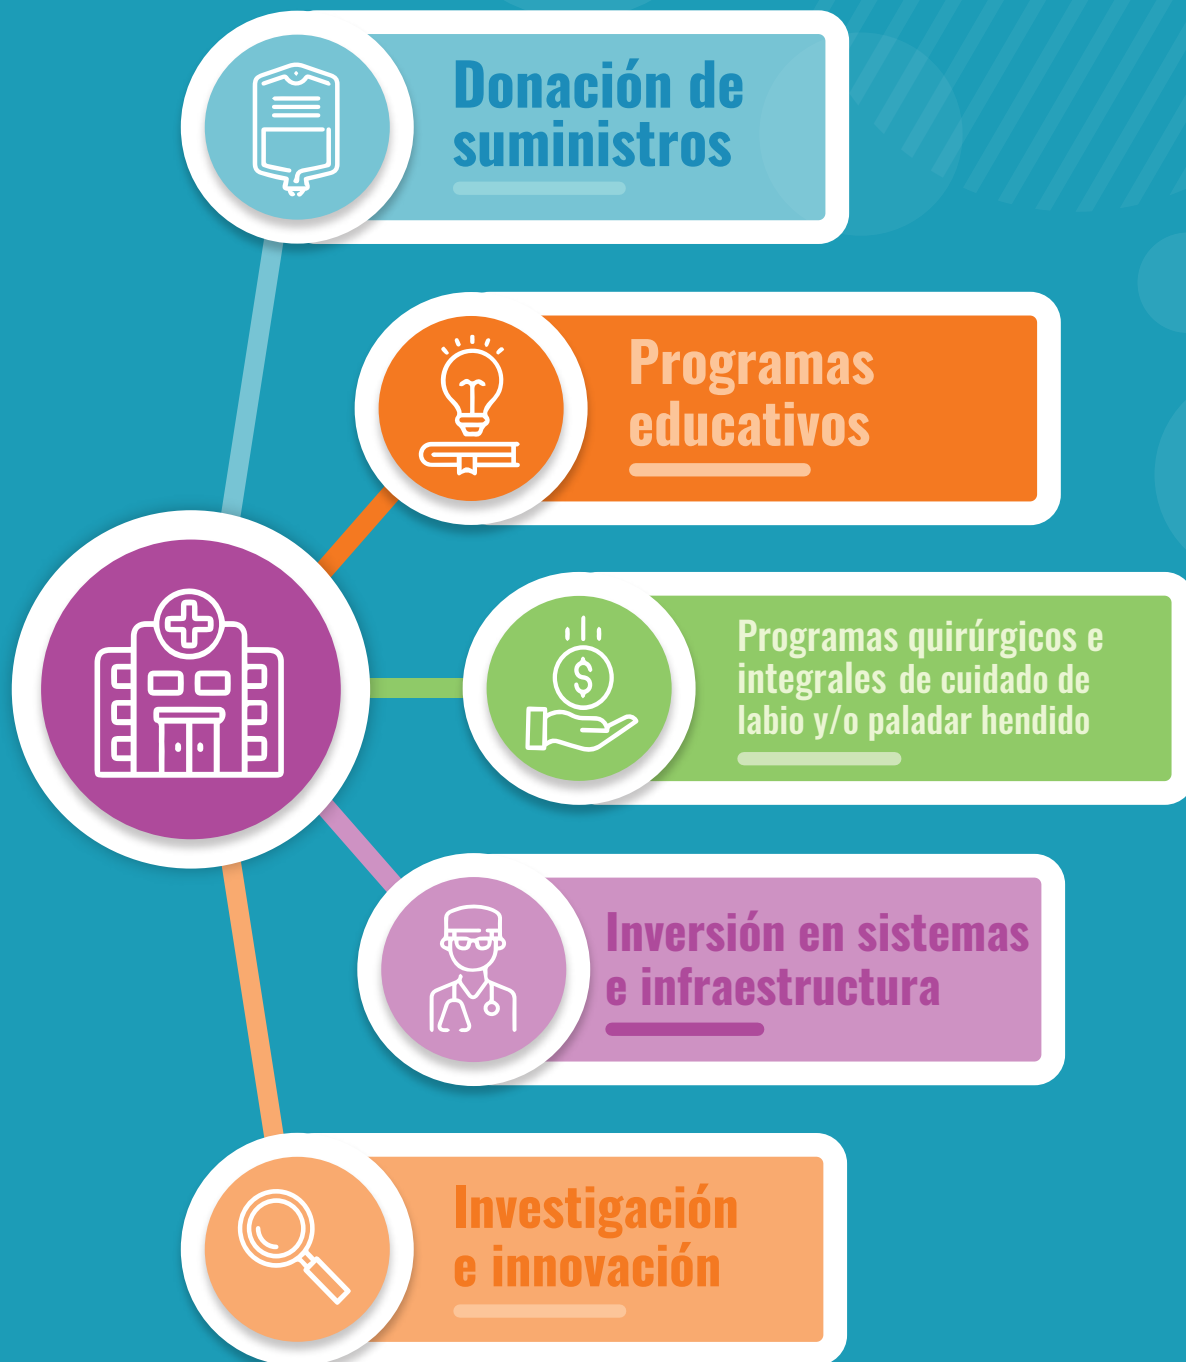 Donación de
suministros
Programas
educativos
Programas quirúrgicos e
integrales de cuidado de
labio y/o paladar hendido
Inversión en sistemas
e infraestructura
Investigación
e innovación